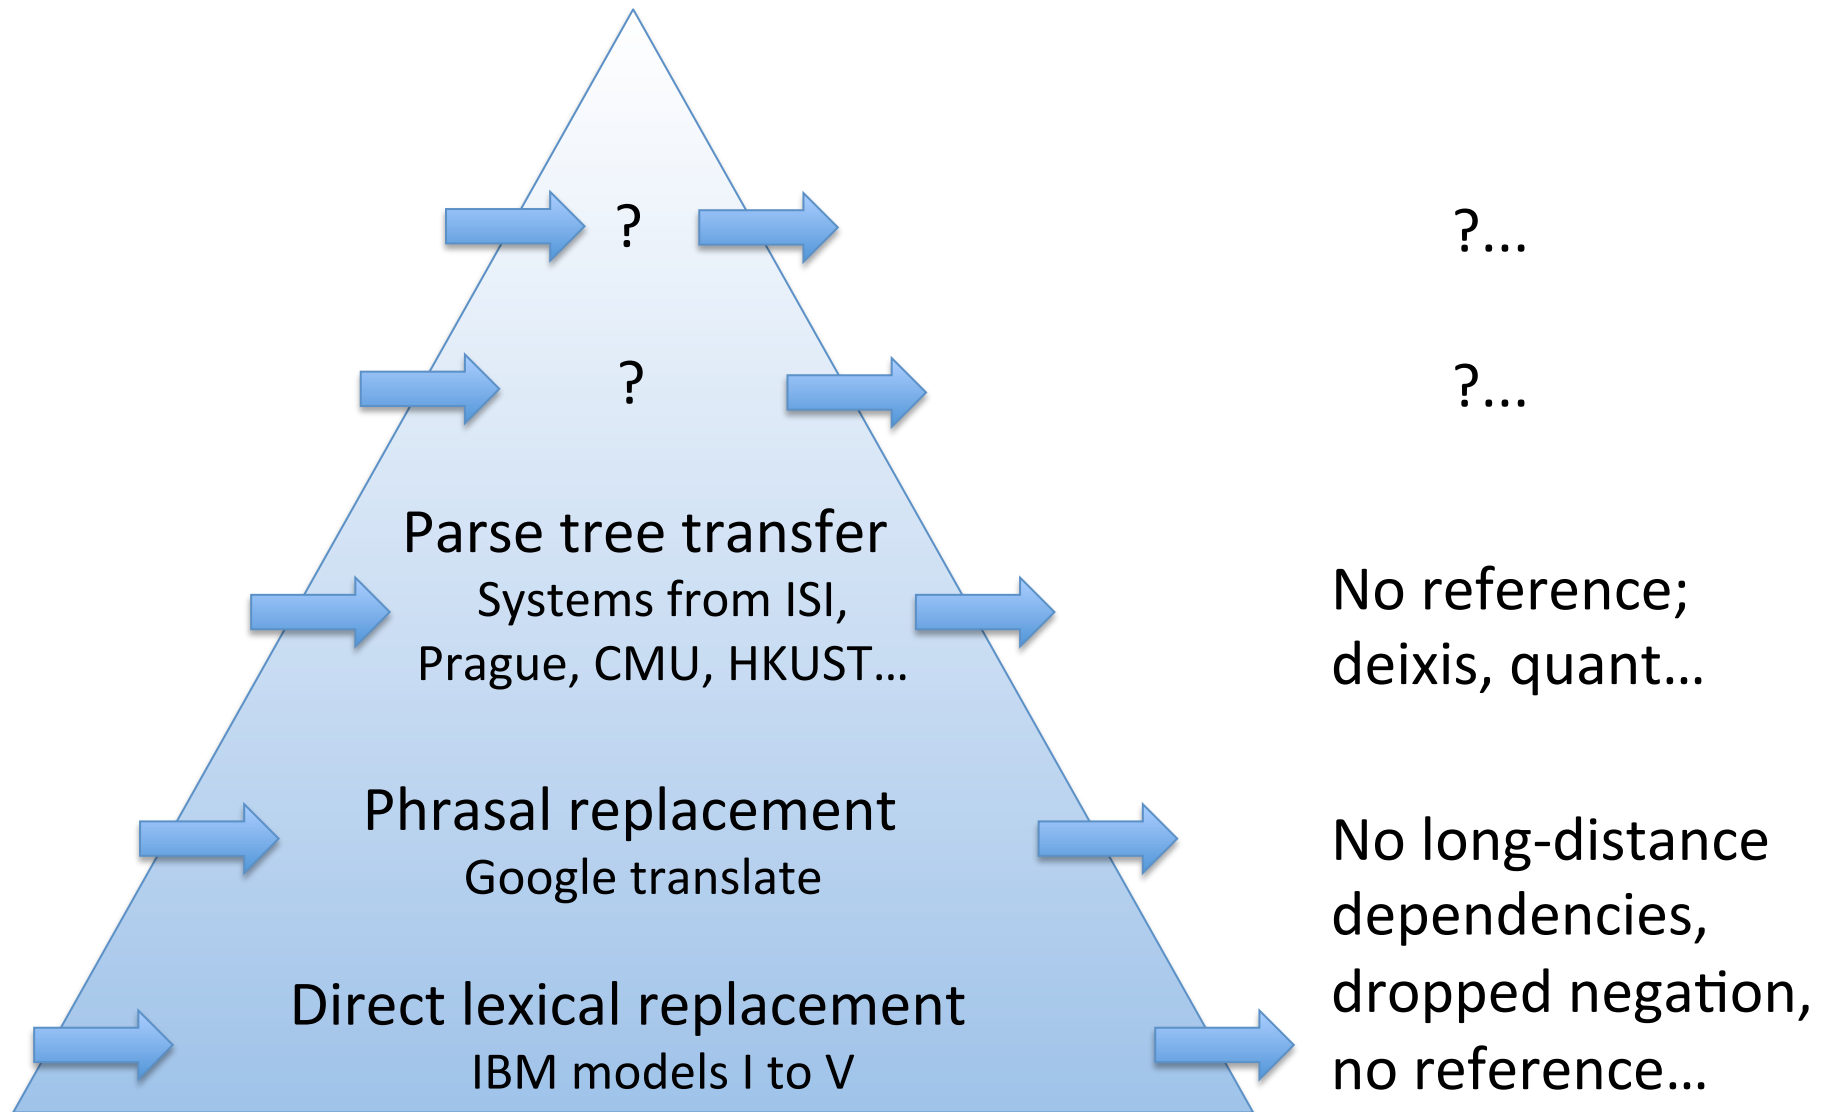 ?
?...
?
?...
Parse tree transfer
Systems from ISI,
Prague, CMU, HKUST...
No reference;
deixis, quant...
Phrasal replacement
Google translate
Direct lexical replacement
IBM models I to V
No long-distance
dependencies,
dropped negation,
no reference...